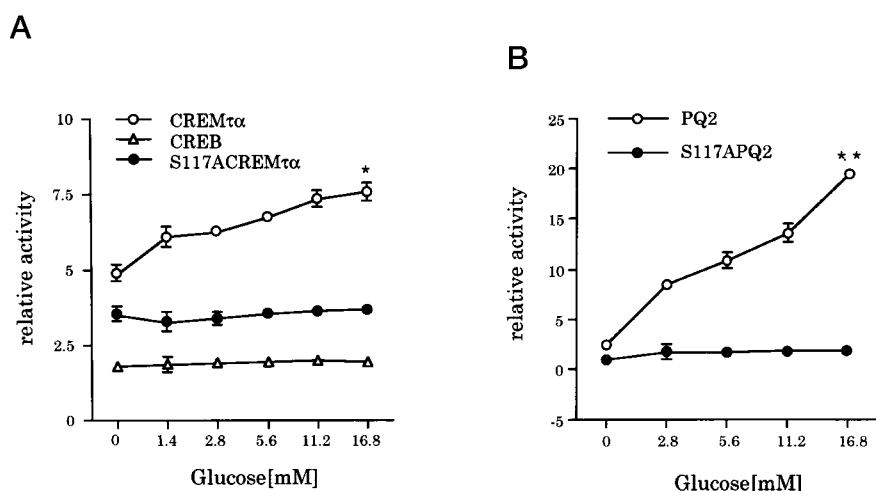 A
CREMτα
CREB
S117ACREMτα
*
10
7.5
5
2.5
0
relative activity
0 1.4 2.8 5.6 11.2 16.8
Glucose[mM]
B
PQ2
S117APQ2
* *
25
20
15
10
5
0
-5
relative activity
0 2.8 5.6 11.2 16.8
Glucose[mM]